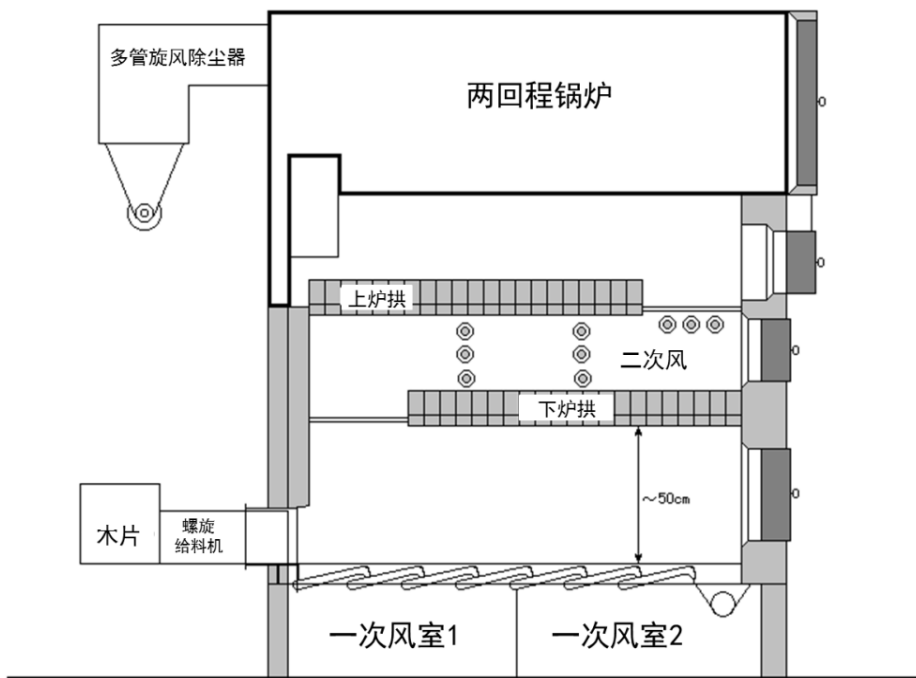 多管旋风除尘器
两回程锅炉
上炉拱
二次风
下炉拱
～50cm
木片
螺旋
给料机
一次风室1
一次风室2